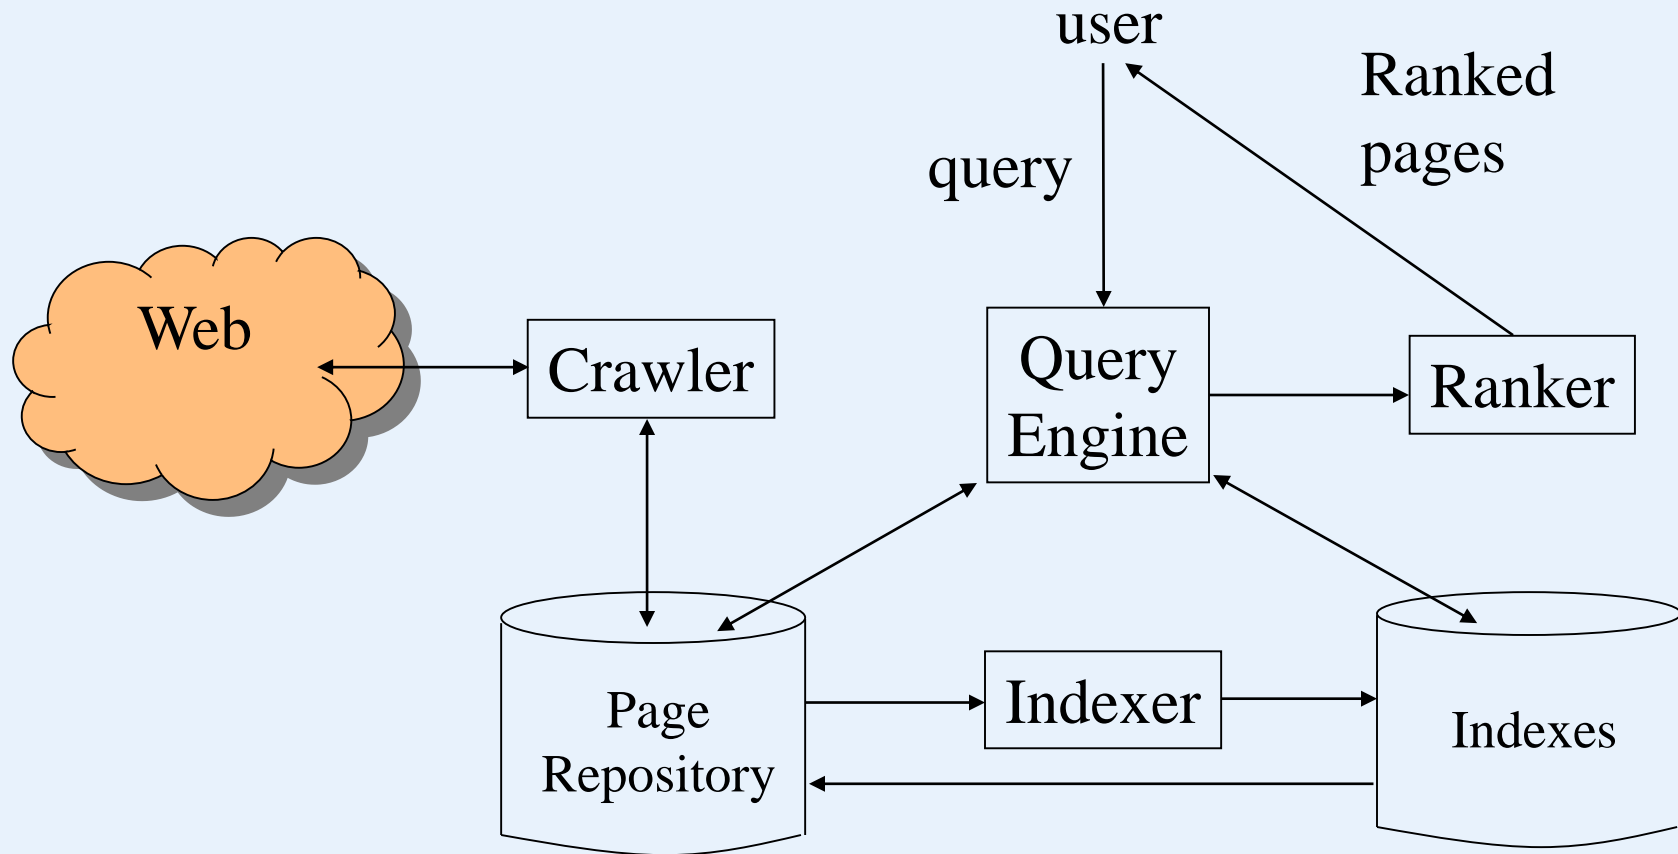 user
Ranked
pages
query
Web
Crawler
Query
Engine
Ranker
Page
Repository
Indexer
Indexes